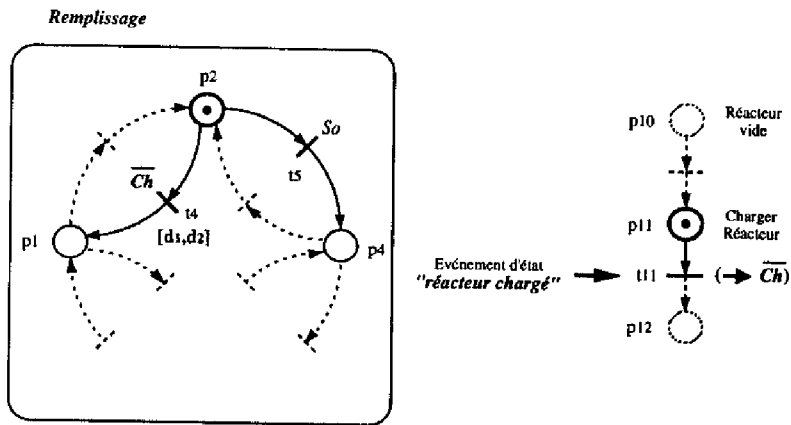 Remplissage
p2
So
t5
Ch
t4
[d1,d2]
p1
p4
p10
Réacteur
vide
p11
Charger
Réacteur
Evénement d'état
"réacteur chargé"
t11
(→ Ch)
p12